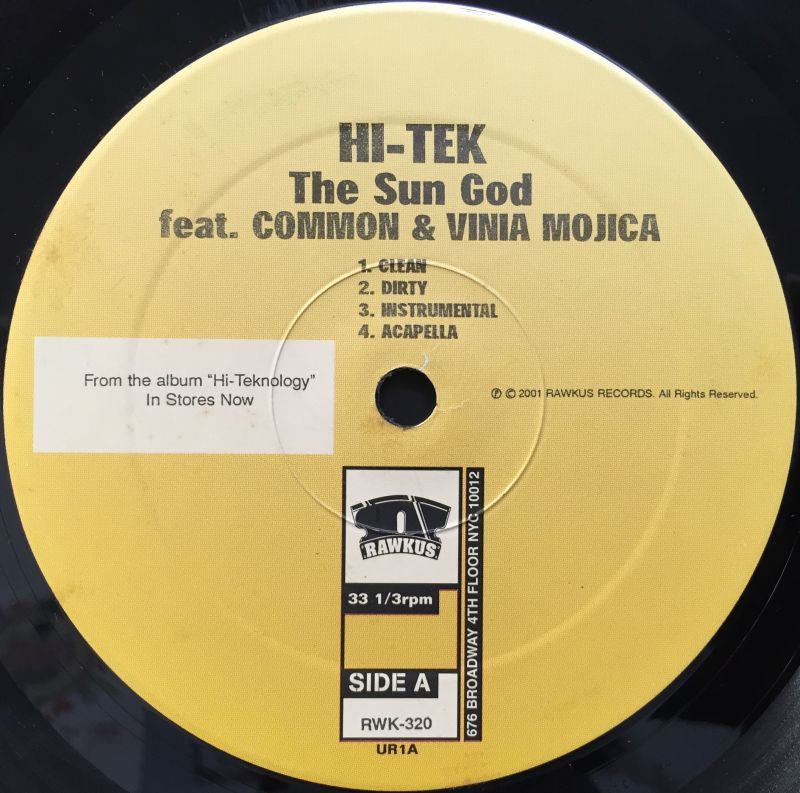 HI-TEK
The Sun God
feat. COMMON & VINIA MOJICA
1. CLEAN
2. DIRTY
3. INSTRUMENTAL
4. ACAPELLA
From the album "Hi-Teknology"
In Stores Now
℗ © 2001 RAWKUS RECORDS. All Rights Reserved.
RAWKUS
33 1/3rpm
SIDE A
RWK-320
UR1A
676 BROADWAY 4TH FLOOR NYC 10012